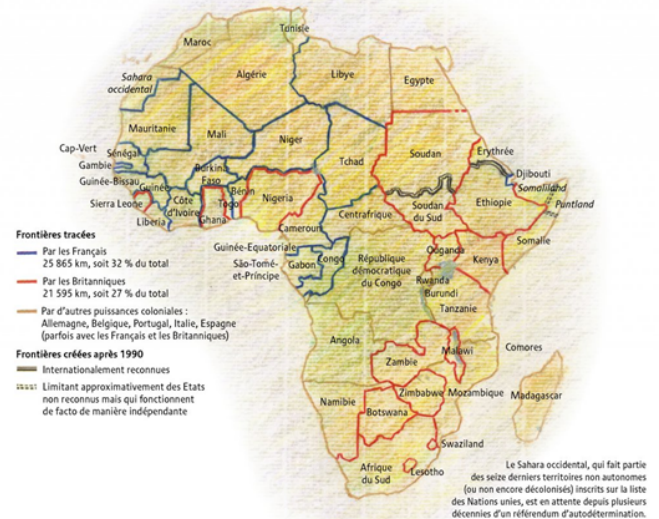 Tunisie
Maroc
Algérie
Libye
Egypte
Sahara
occidental
Mauritanie
Mali
Niger
Tchad
Soudan
Erythrée
Cap-Vert
Sénégal
Gambie
Guinée-Bissau
Guinée
Burkina
Faso
Bénin
Nigeria
Djibouti
Somaliland
Puntland
Sierra Leone
Côte
d'Ivoire
Togo
Liberia
Ghana
Soudan
du Sud
Ethiopie
Centrafrique
Cameroun
Somalie
Guinée-Equatoriale
São-Tomé-
et-Príncipe
Gabon
Congo
République
démocratique
du Congo
Ouganda
Kenya
Rwanda
Burundi
Tanzanie
Frontières tracées
Par les Français
25 865 km, soit 32 % du total
Par les Britanniques
21 595 km, soit 27 % du total
Par d'autres puissances coloniales :
Allemagne, Belgique, Portugal, Italie, Espagne
(parfois avec les Français et les Britanniques)
Frontières créées après 1990
Internationalement reconnues
Limitant approximativement des Etats
non reconnus mais qui fonctionnent
de facto de manière indépendante
Angola
Zambie
Malawi
Comores
Namibie
Zimbabwe
Mozambique
Madagascar
Botswana
Swaziland
Afrique
du Sud
Lesotho
Le Sahara occidental, qui fait partie
des seize derniers territoires non autonomes
(ou non encore décolonisés) inscrits sur la liste
des Nations unies, est en attente depuis plusieurs
décennies d'un référendum d'autodétermination.